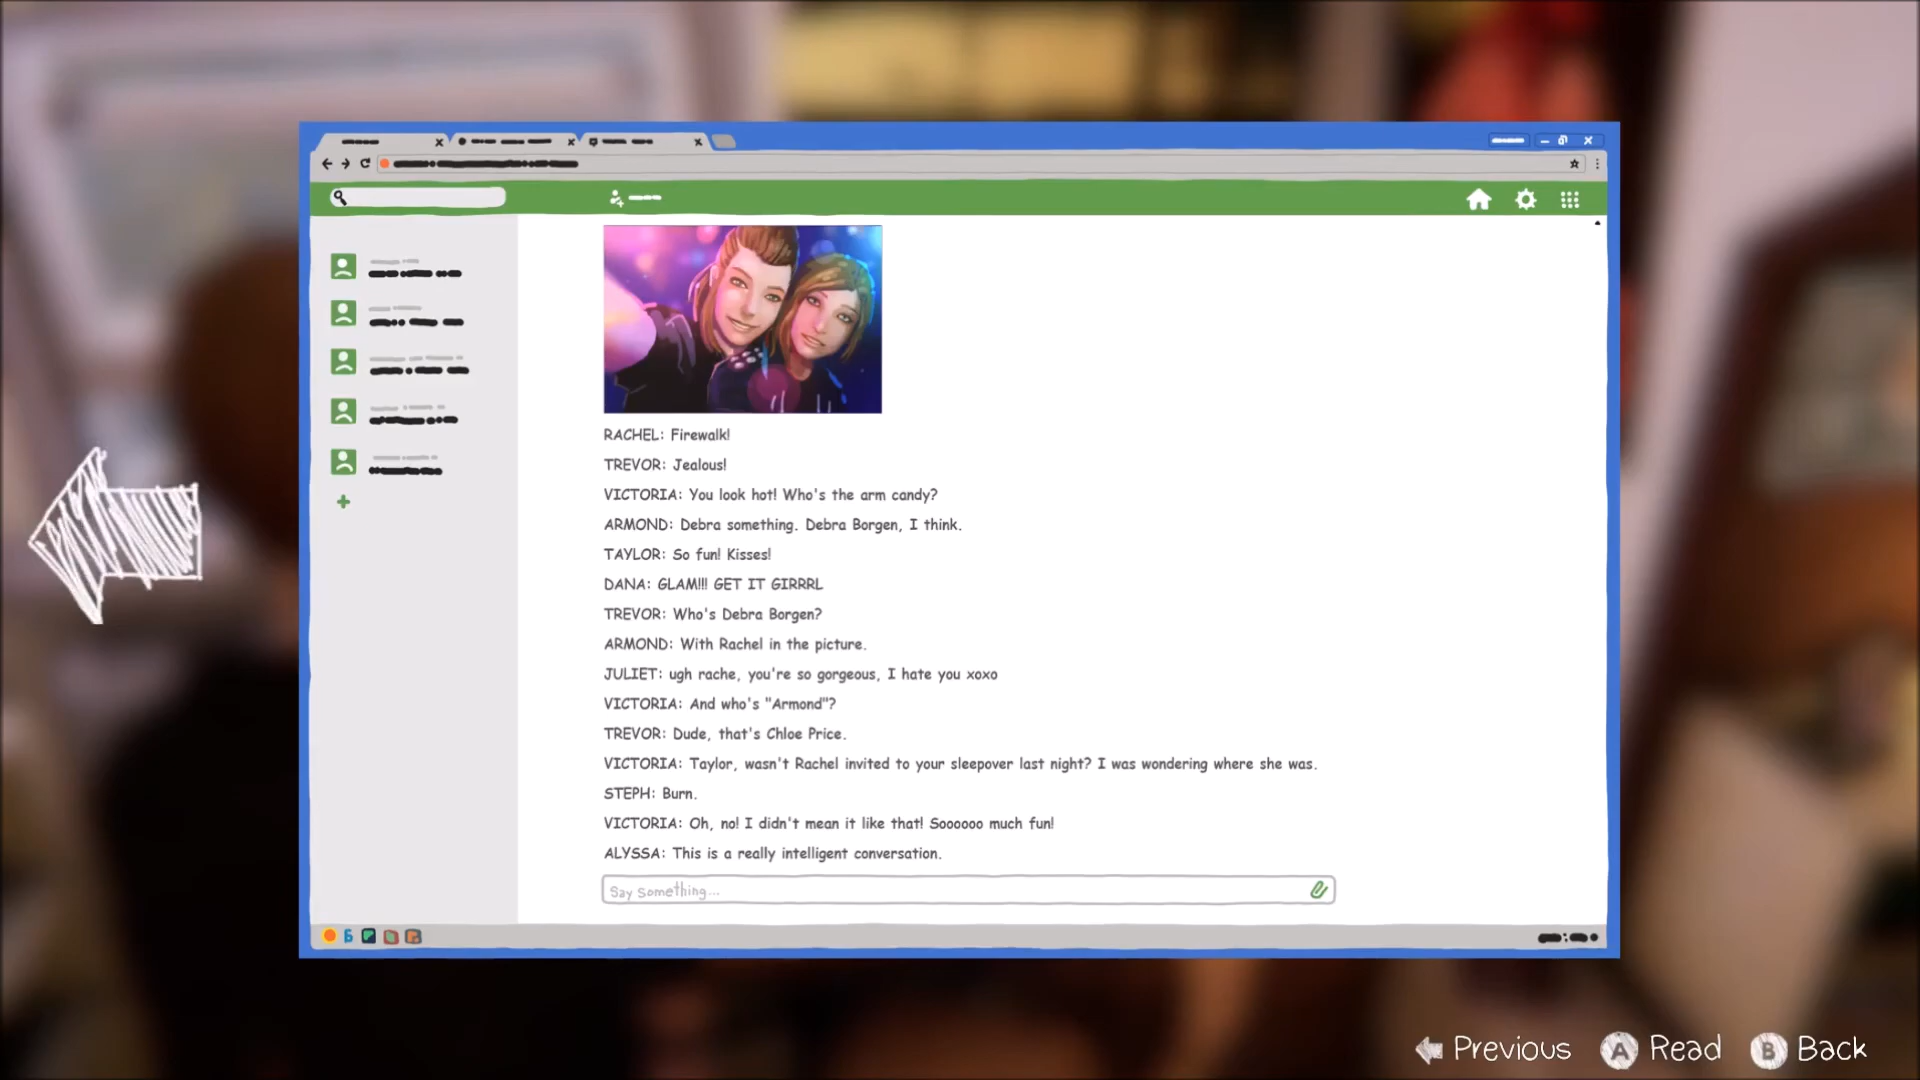 RACHEL: Firewalk!
TREVOR: Jealous!
VICTORIA: You look hot! Who's the arm candy?
ARMOND: Debra something. Debra Borgen, I think.
TAYLOR: So fun! Kisses!
DANA: GLAM!!! GET IT GIRRRL
TREVOR: Who's Debra Borgen?
ARMOND: With Rachel in the picture.
JULIET: ugh rache, you're so gorgeous, I hate you xoxo
VICTORIA: And who's "Armond"?
TREVOR: Dude, that's Chloe Price.
VICTORIA: Taylor, wasn't Rachel invited to your sleepover last night? I was wondering where she was.
STEPH: Burn.
VICTORIA: Oh, no! I didn't mean it like that! Soooooo much fun!
ALYSSA: This is a really intelligent conversation.
Say Something...
Previous A Read B Back